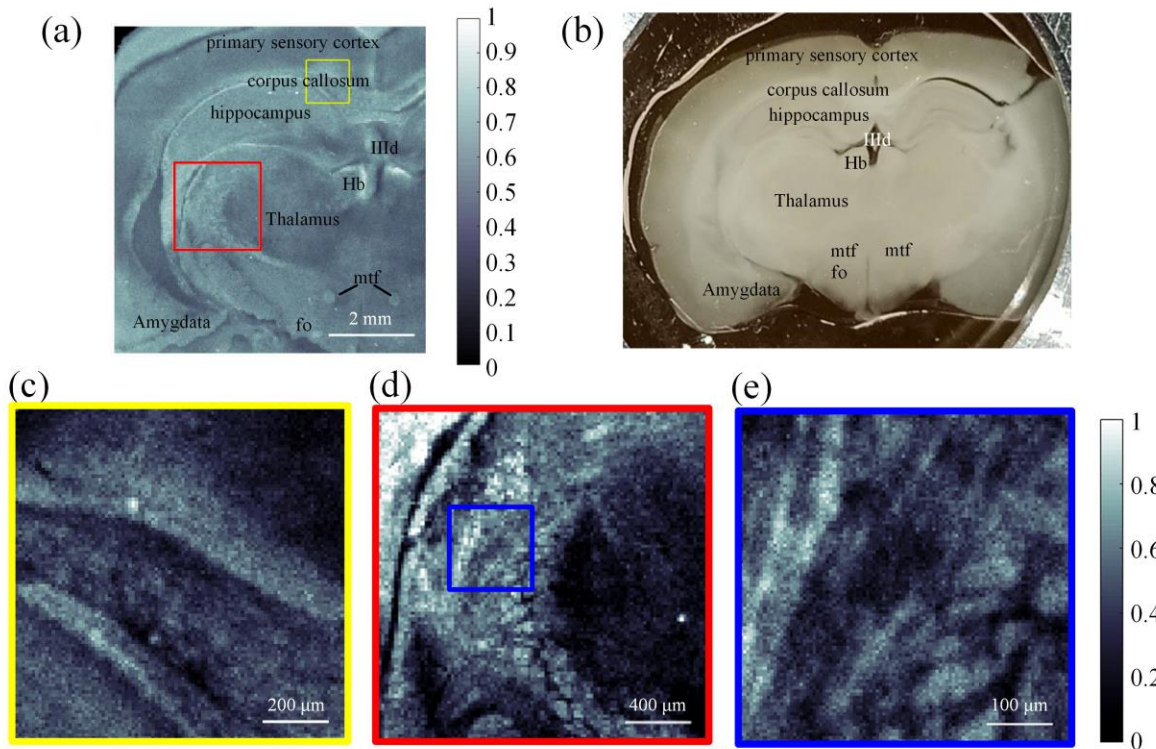 (a)
primary sensory cortex
corpus callosum
hippocampus
IIId
Hb
Thalamus
mtf
fo
Amygdata
2 mm
1
0.9
0.8
0.7
0.6
0.5
0.4
0.3
0.2
0.1
0
(b)
primary sensory cortex
corpus callosum
hippocampus
IIId
Hb
Thalamus
mtf mtf
fo
Amygdata
(c)
200 μm
(d)
400 μm
(e)
100 μm
1
0.8
0.6
0.4
0.2
0